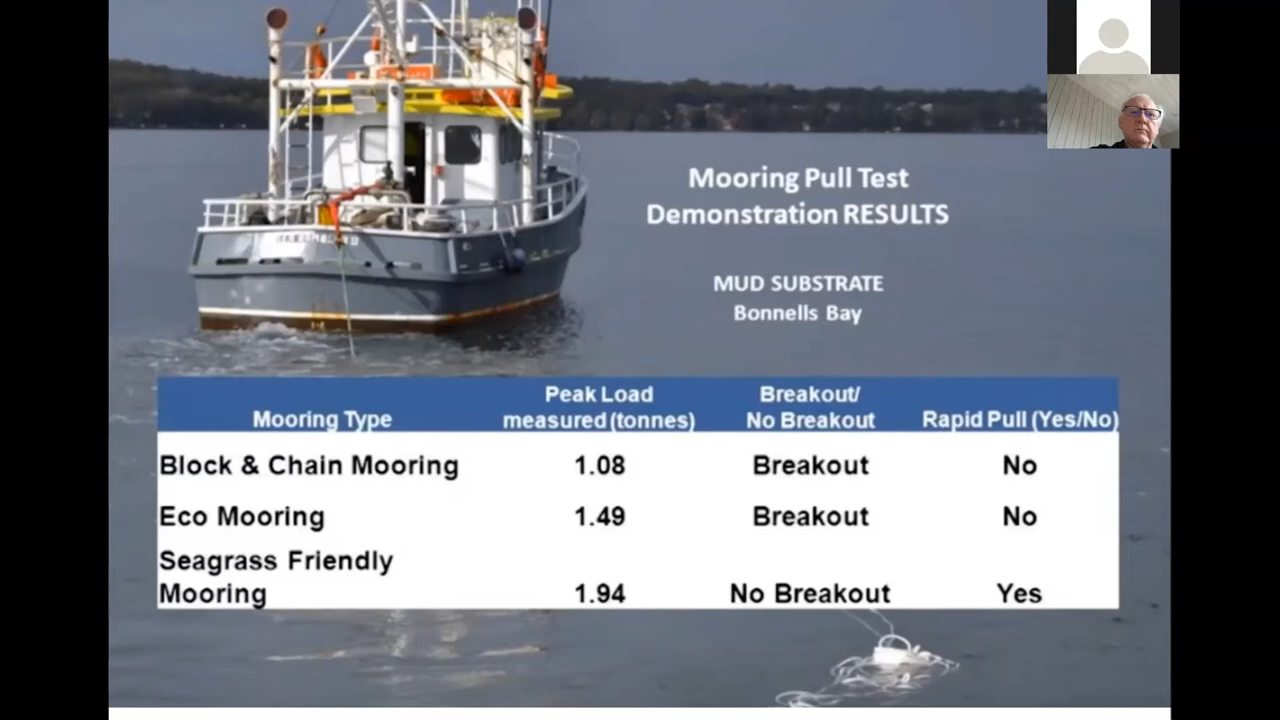 Mooring Pull Test
Demonstration RESULTS
MUD SUBSTRATE
Bonnells Bay
Mooring Type
Peak Load
measured (tonnes)
Breakout/
No Breakout
Rapid Pull (Yes/No)
Block & Chain Mooring 1.08 Breakout No
Eco Mooring 1.49 Breakout No
Seagrass Friendly
Mooring 1.94 No Breakout Yes